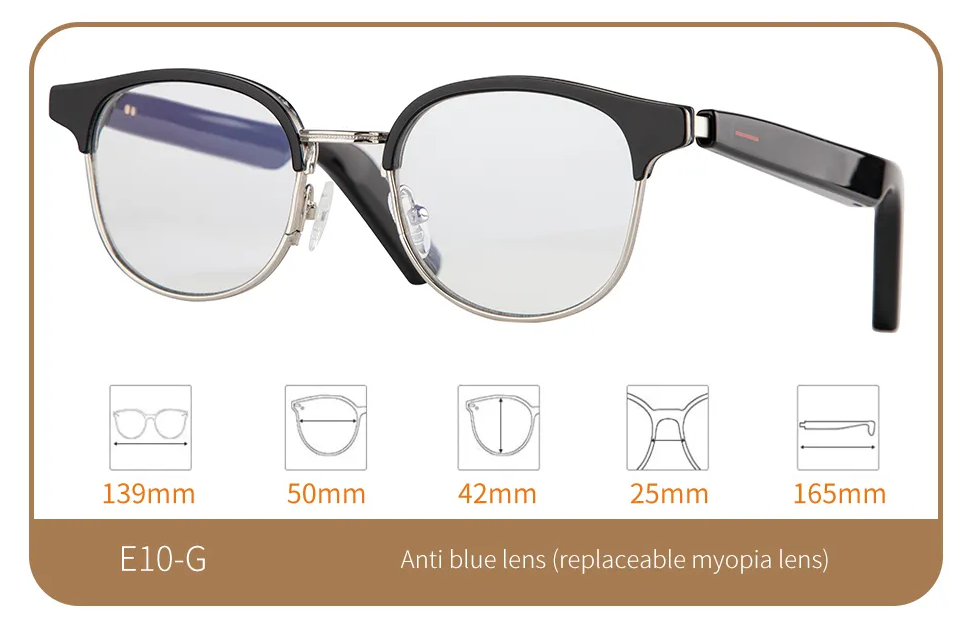 139mm
50mm
42mm
25mm
165mm
E10-G
Anti blue lens (replaceable myopia lens)